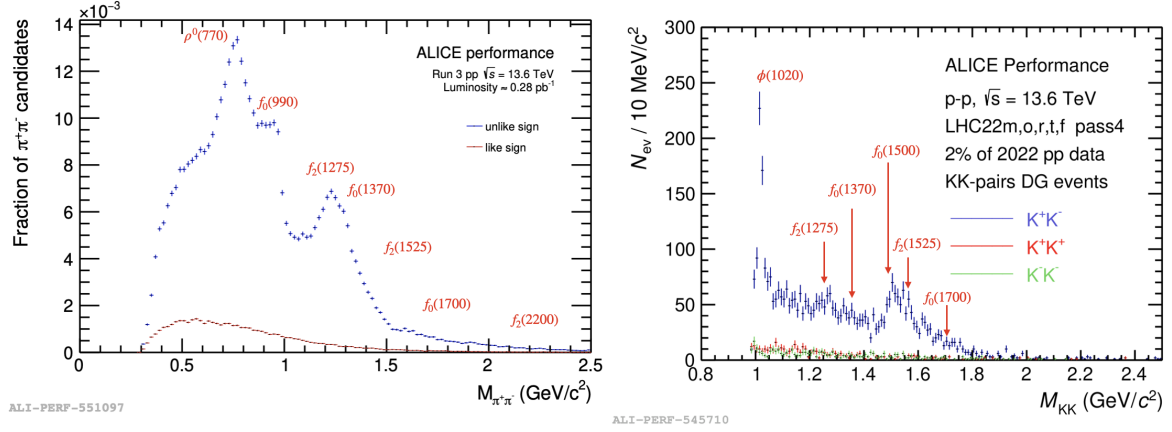 ×10⁻³
14
12
10
8
6
4
2
0
Fraction of π⁺π⁻ candidates
ρ⁰(770)
f₀(990)
f₂(1275)
f₀(1370)
f₂(1525)
f₀(1700)
f₂(2200)
ALICE performance
Run 3 pp √s = 13.6 TeV
Luminosity ≈ 0.28 pb⁻¹
unlike sign
like sign
0 0.5 1 1.5 2 2.5
M_π⁺π⁻ (GeV/c²)
ALI-PERF-551097
300
250
200
150
100
50
0
N_ev / 10 MeV/c²
ϕ(1020)
f₂(1275)
f₀(1370)
f₀(1500)
f₂(1525)
f₀(1700)
ALICE Performance
p-p, √s = 13.6 TeV
LHC22m,o,r,t,f pass4
2% of 2022 pp data
KK-pairs DG events
K⁺K⁻
K⁺K⁺
K⁻K⁻
0.8 1 1.2 1.4 1.6 1.8 2 2.2 2.4
M_KK (GeV/c²)
ALI-PERF-545710